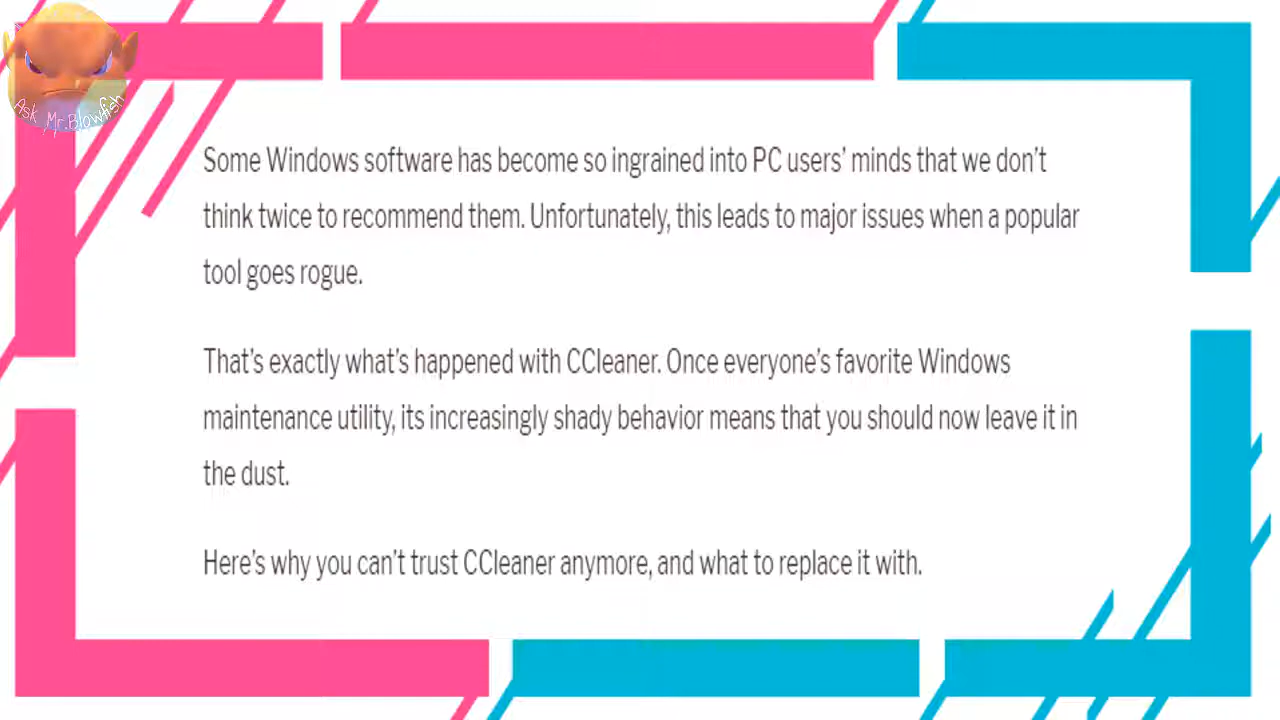 Ask Mr.Blowfish
Some Windows software has become so ingrained into PC users’ minds that we don’t
think twice to recommend them. Unfortunately, this leads to major issues when a popular
tool goes rogue.
That’s exactly what’s happened with CCleaner. Once everyone’s favorite Windows
maintenance utility, its increasingly shady behavior means that you should now leave it in
the dust.
Here’s why you can’t trust CCleaner anymore, and what to replace it with.